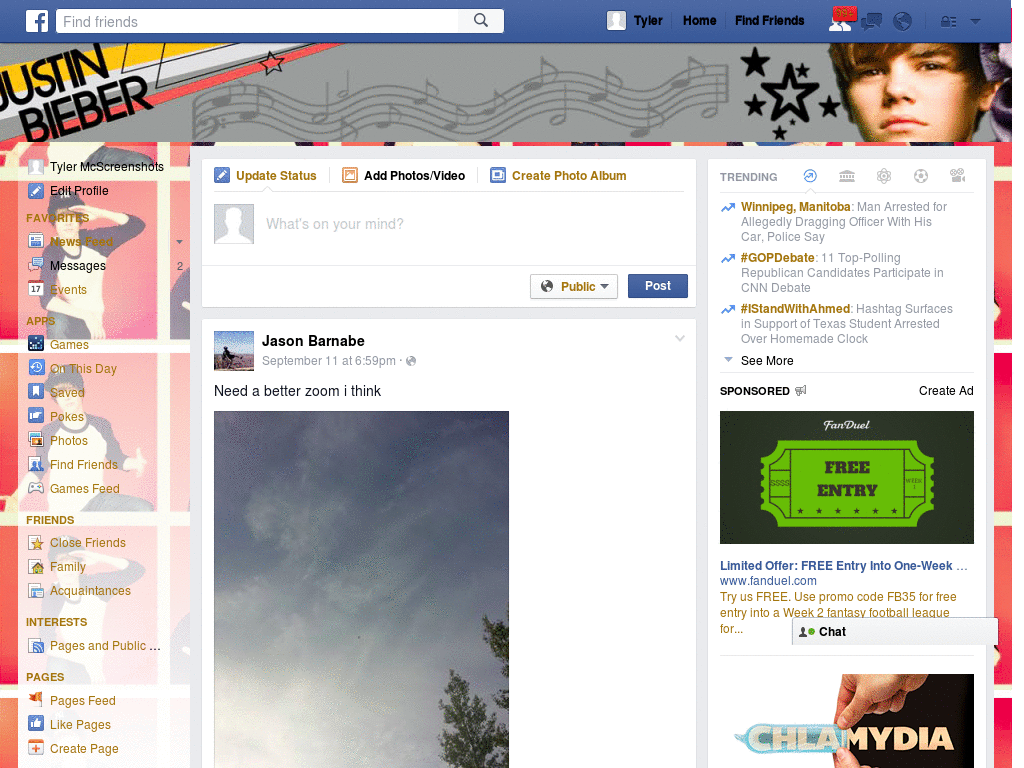 Find friends
Tyler
Home
Find Friends
JUSTIN
BIEBER
Tyler McScreenshots
Edit Profile
FAVORITES
News Feed
Messages
2
17
Events
APPS
Games
On This Day
Saved
Pokes
Photos
Find Friends
Games Feed
FRIENDS
Close Friends
Family
Acquaintances
INTERESTS
Pages and Public ...
PAGES
Pages Feed
Like Pages
Create Page
Update Status
Add Photos/Video
Create Photo Album
What's on your mind?
Public
Post
Jason Barnabe
September 11 at 6:59pm ·
Need a better zoom i think
TRENDING
Winnipeg, Manitoba: Man Arrested for
Allegedly Dragging Officer With His
Car, Police Say
#GOPDebate: 11 Top-Polling
Republican Candidates Participate in
CNN Debate
#IStandWithAhmed: Hashtag Surfaces
in Support of Texas Student Arrested
Over Homemade Clock
See More
SPONSORED
Create Ad
FanDuel
SSSS
FREE
ENTRY
WEEK
1
Limited Offer: FREE Entry Into One-Week ...
www.fanduel.com
Try us FREE. Use promo code FB35 for free
entry into a Week 2 fantasy football league
for...
Chat
CHLAMYDIA